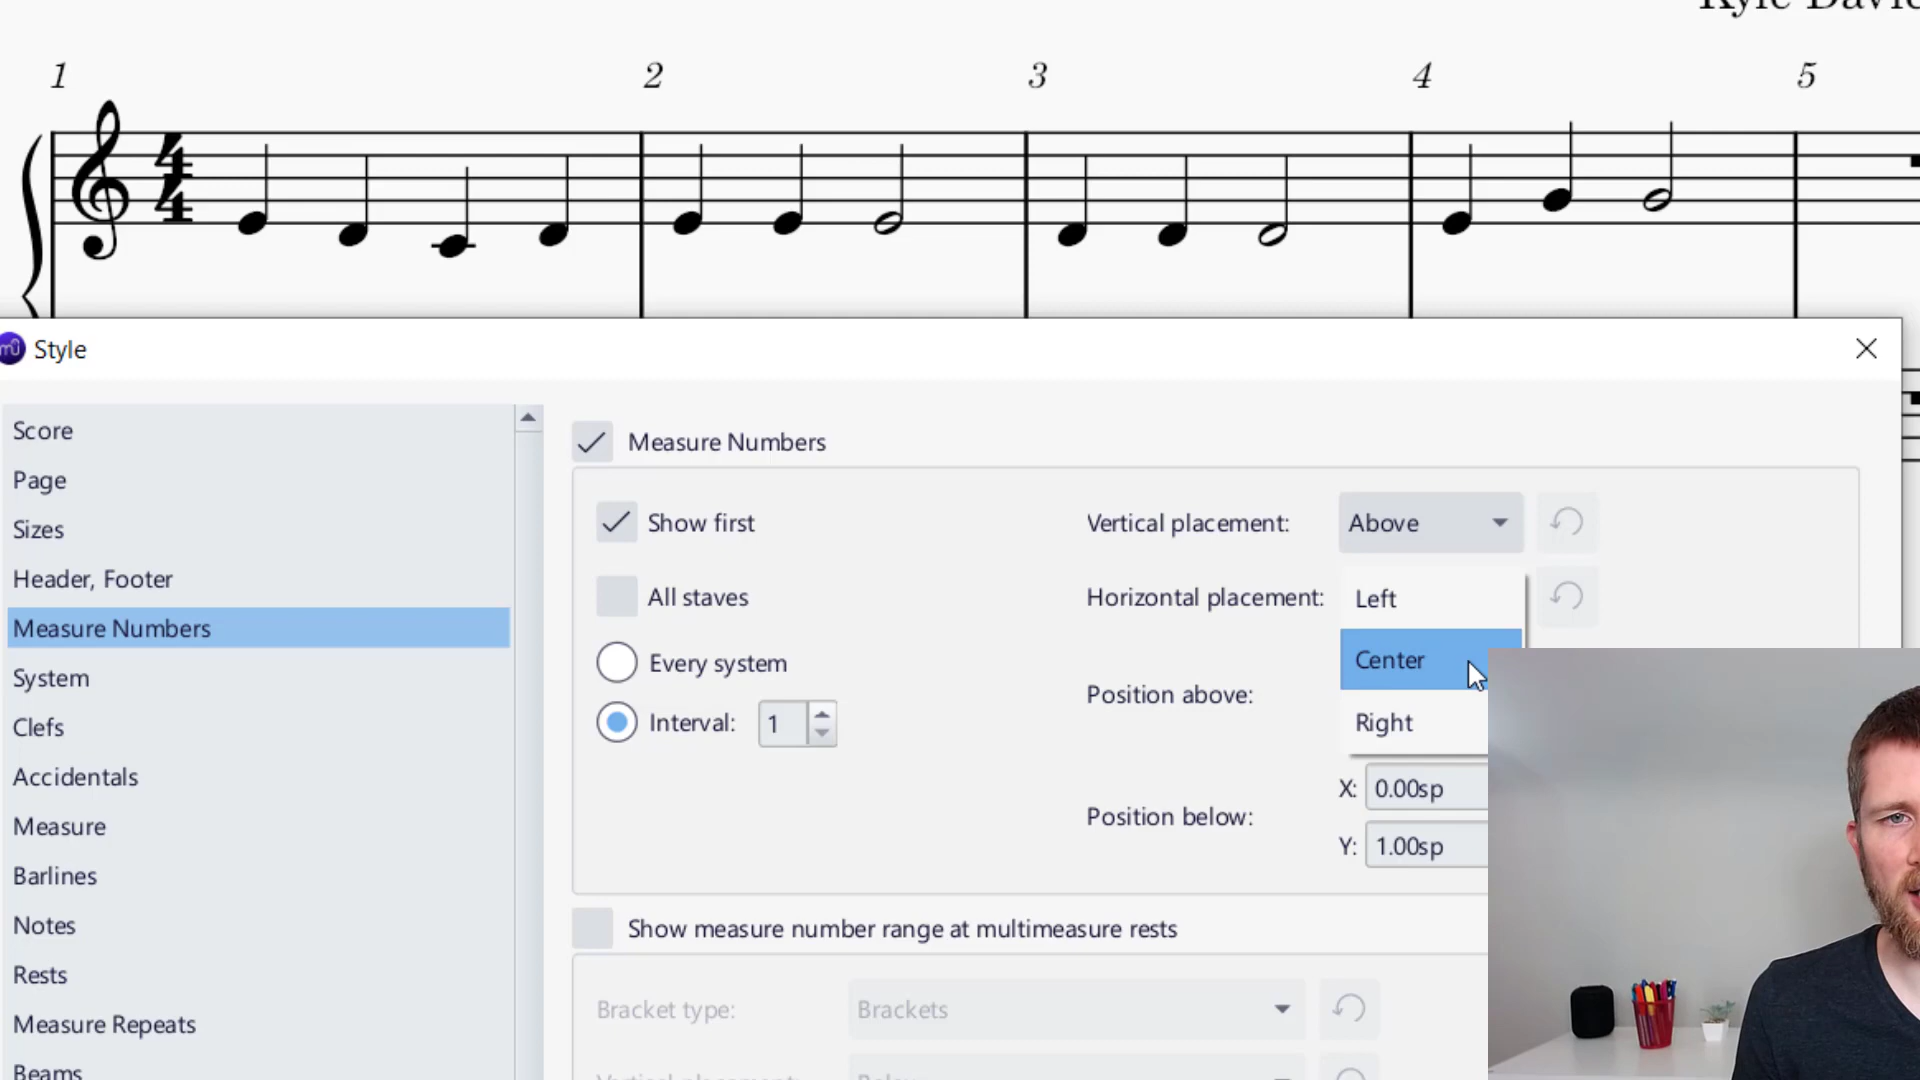 1 2 3 4 5
4
4
Style
Score
Page
Sizes
Header, Footer
Measure Numbers
System
Clefs
Accidentals
Measure
Barlines
Notes
Rests
Measure Repeats
Measure Numbers
Show first
All staves
Every system
Interval: 1
Vertical placement: Above
Horizontal placement:
Left
Center
Right
Position above:
Position below:
X: 0.00sp
Y: 1.00sp
Show measure number range at multimeasure rests
Bracket type: Brackets